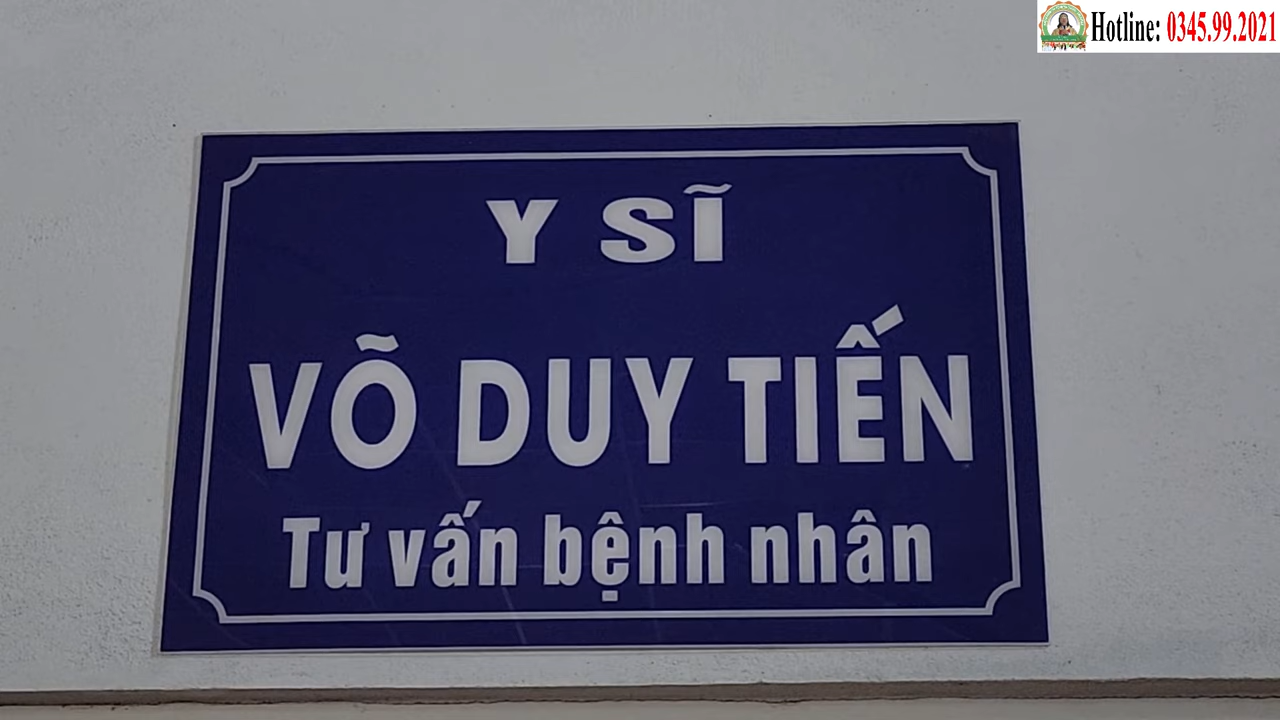 Hotline: 0345.99.2021
Y SĨ
VÕ DUY TIẾN
Tư vấn bệnh nhân